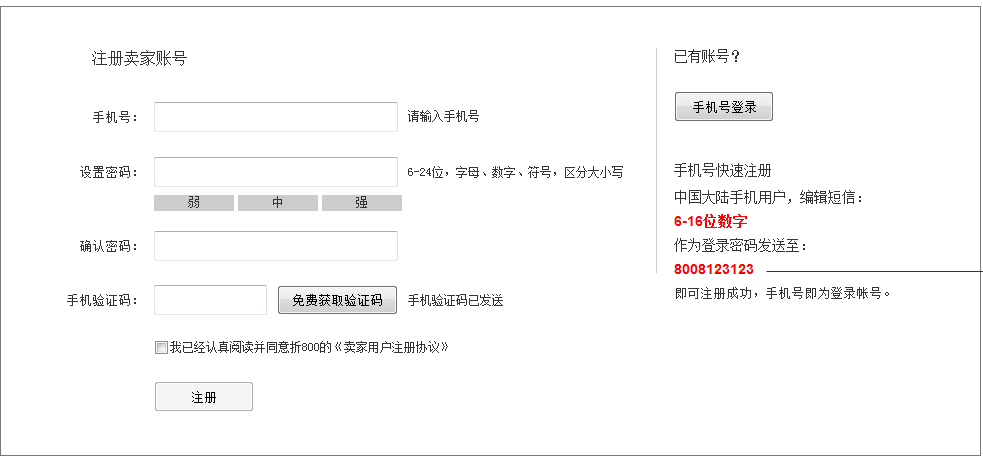 注册卖家账号
手机号： 请输入手机号
设置密码： 6-24位，字母、数字、符号，区分大小写
弱 中 强
确认密码：
手机验证码： 免费获取验证码 手机验证码已发送
我已经认真阅读并同意折800的《卖家用户注册协议》
注册
已有账号？
手机号登录
手机号快速注册
中国大陆手机用户，编辑短信：
6-16位数字
作为登录密码发送至：
8008123123
即可注册成功，手机号即为登录帐号。